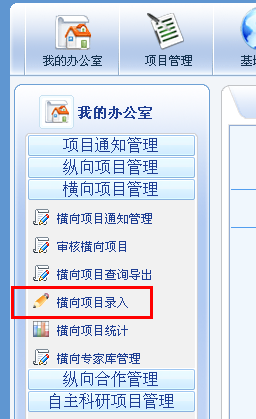 我的办公室 项目管理 基
我的办公室
项目通知管理
纵向项目管理
横向项目管理
横向项目通知管理
审核横向项目
横向项目查询导出
横向项目录入
横向项目统计
横向专家库管理
纵向合作管理
自主科研项目管理